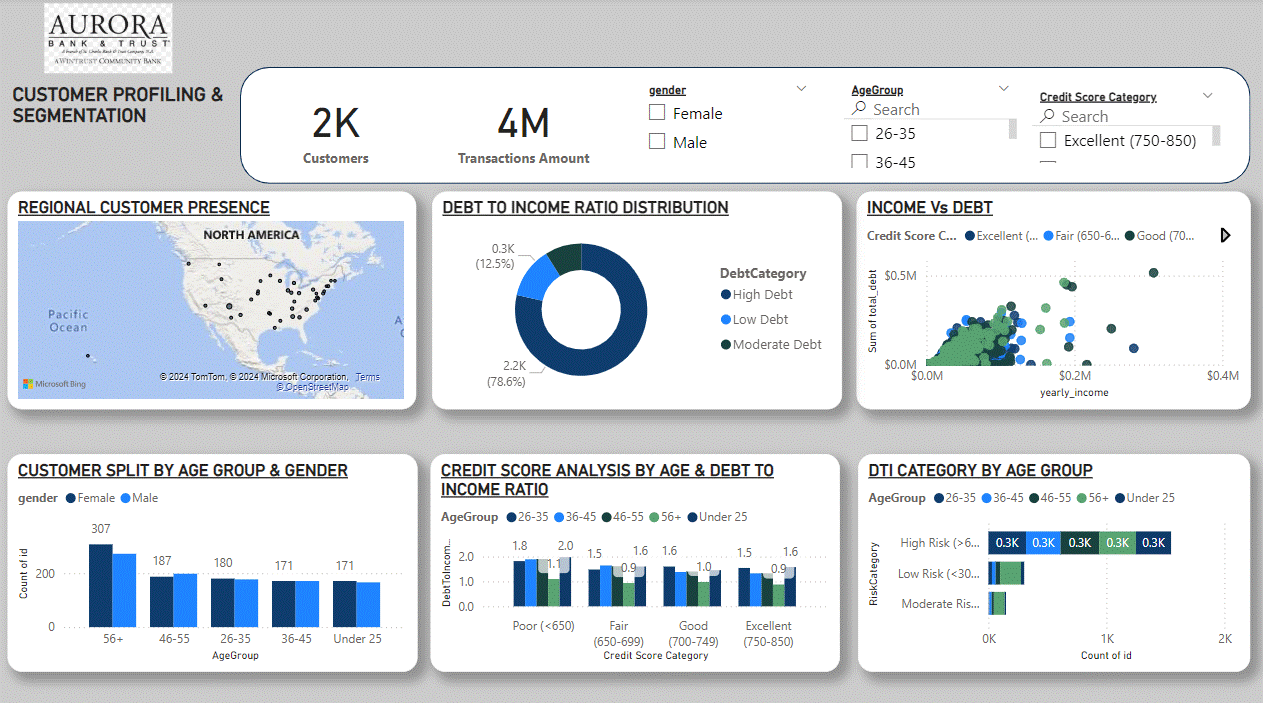 AURORA
BANK & TRUST
A WINTRUST COMMUNITY BANK
CUSTOMER PROFILING &
SEGMENTATION
2K
Customers
4M
Transactions Amount
gender
Female
Male
AgeGroup
Search
26-35
36-45
Credit Score Category
Search
Excellent (750-850)
REGIONAL CUSTOMER PRESENCE
NORTH AMERICA
Pacific
Ocean
A
Microsoft Bing
© 2024 TomTom, © 2024 Microsoft Corporation, Terms
© OpenStreetMap
DEBT TO INCOME RATIO DISTRIBUTION
0.3K
(12.5%)
2.2K
(78.6%)
DebtCategory
High Debt
Low Debt
Moderate Debt
INCOME Vs DEBT
Credit Score C... Excellent (... Fair (650-6... Good (70...
Sum of total_debt
$0.5M
$0.0M
$0.0M $0.2M $0.4M
yearly_income
CUSTOMER SPLIT BY AGE GROUP & GENDER
gender Female Male
Count of id
200
0
307 187 180 171 171
56+ 46-55 26-35 36-45 Under 25
AgeGroup
CREDIT SCORE ANALYSIS BY AGE & DEBT TO
INCOME RATIO
AgeGroup 26-35 36-45 46-55 56+ Under 25
DebtToIncom...
2.0
1.0
0.0
1.8 1.1 2.0 1.5 0.9 1.6 1.6 1.0 1.5 0.9 1.6
Poor (<650) Fair (650-699) Good (700-749) Excellent (750-850)
Credit Score Category
DTI CATEGORY BY AGE GROUP
AgeGroup 26-35 36-45 46-55 56+ Under 25
RiskCategory
High Risk (>6...
0.3K 0.3K 0.3K 0.3K 0.3K
Low Risk (<30...
Moderate Ris...
0K 1K 2K
Count of id